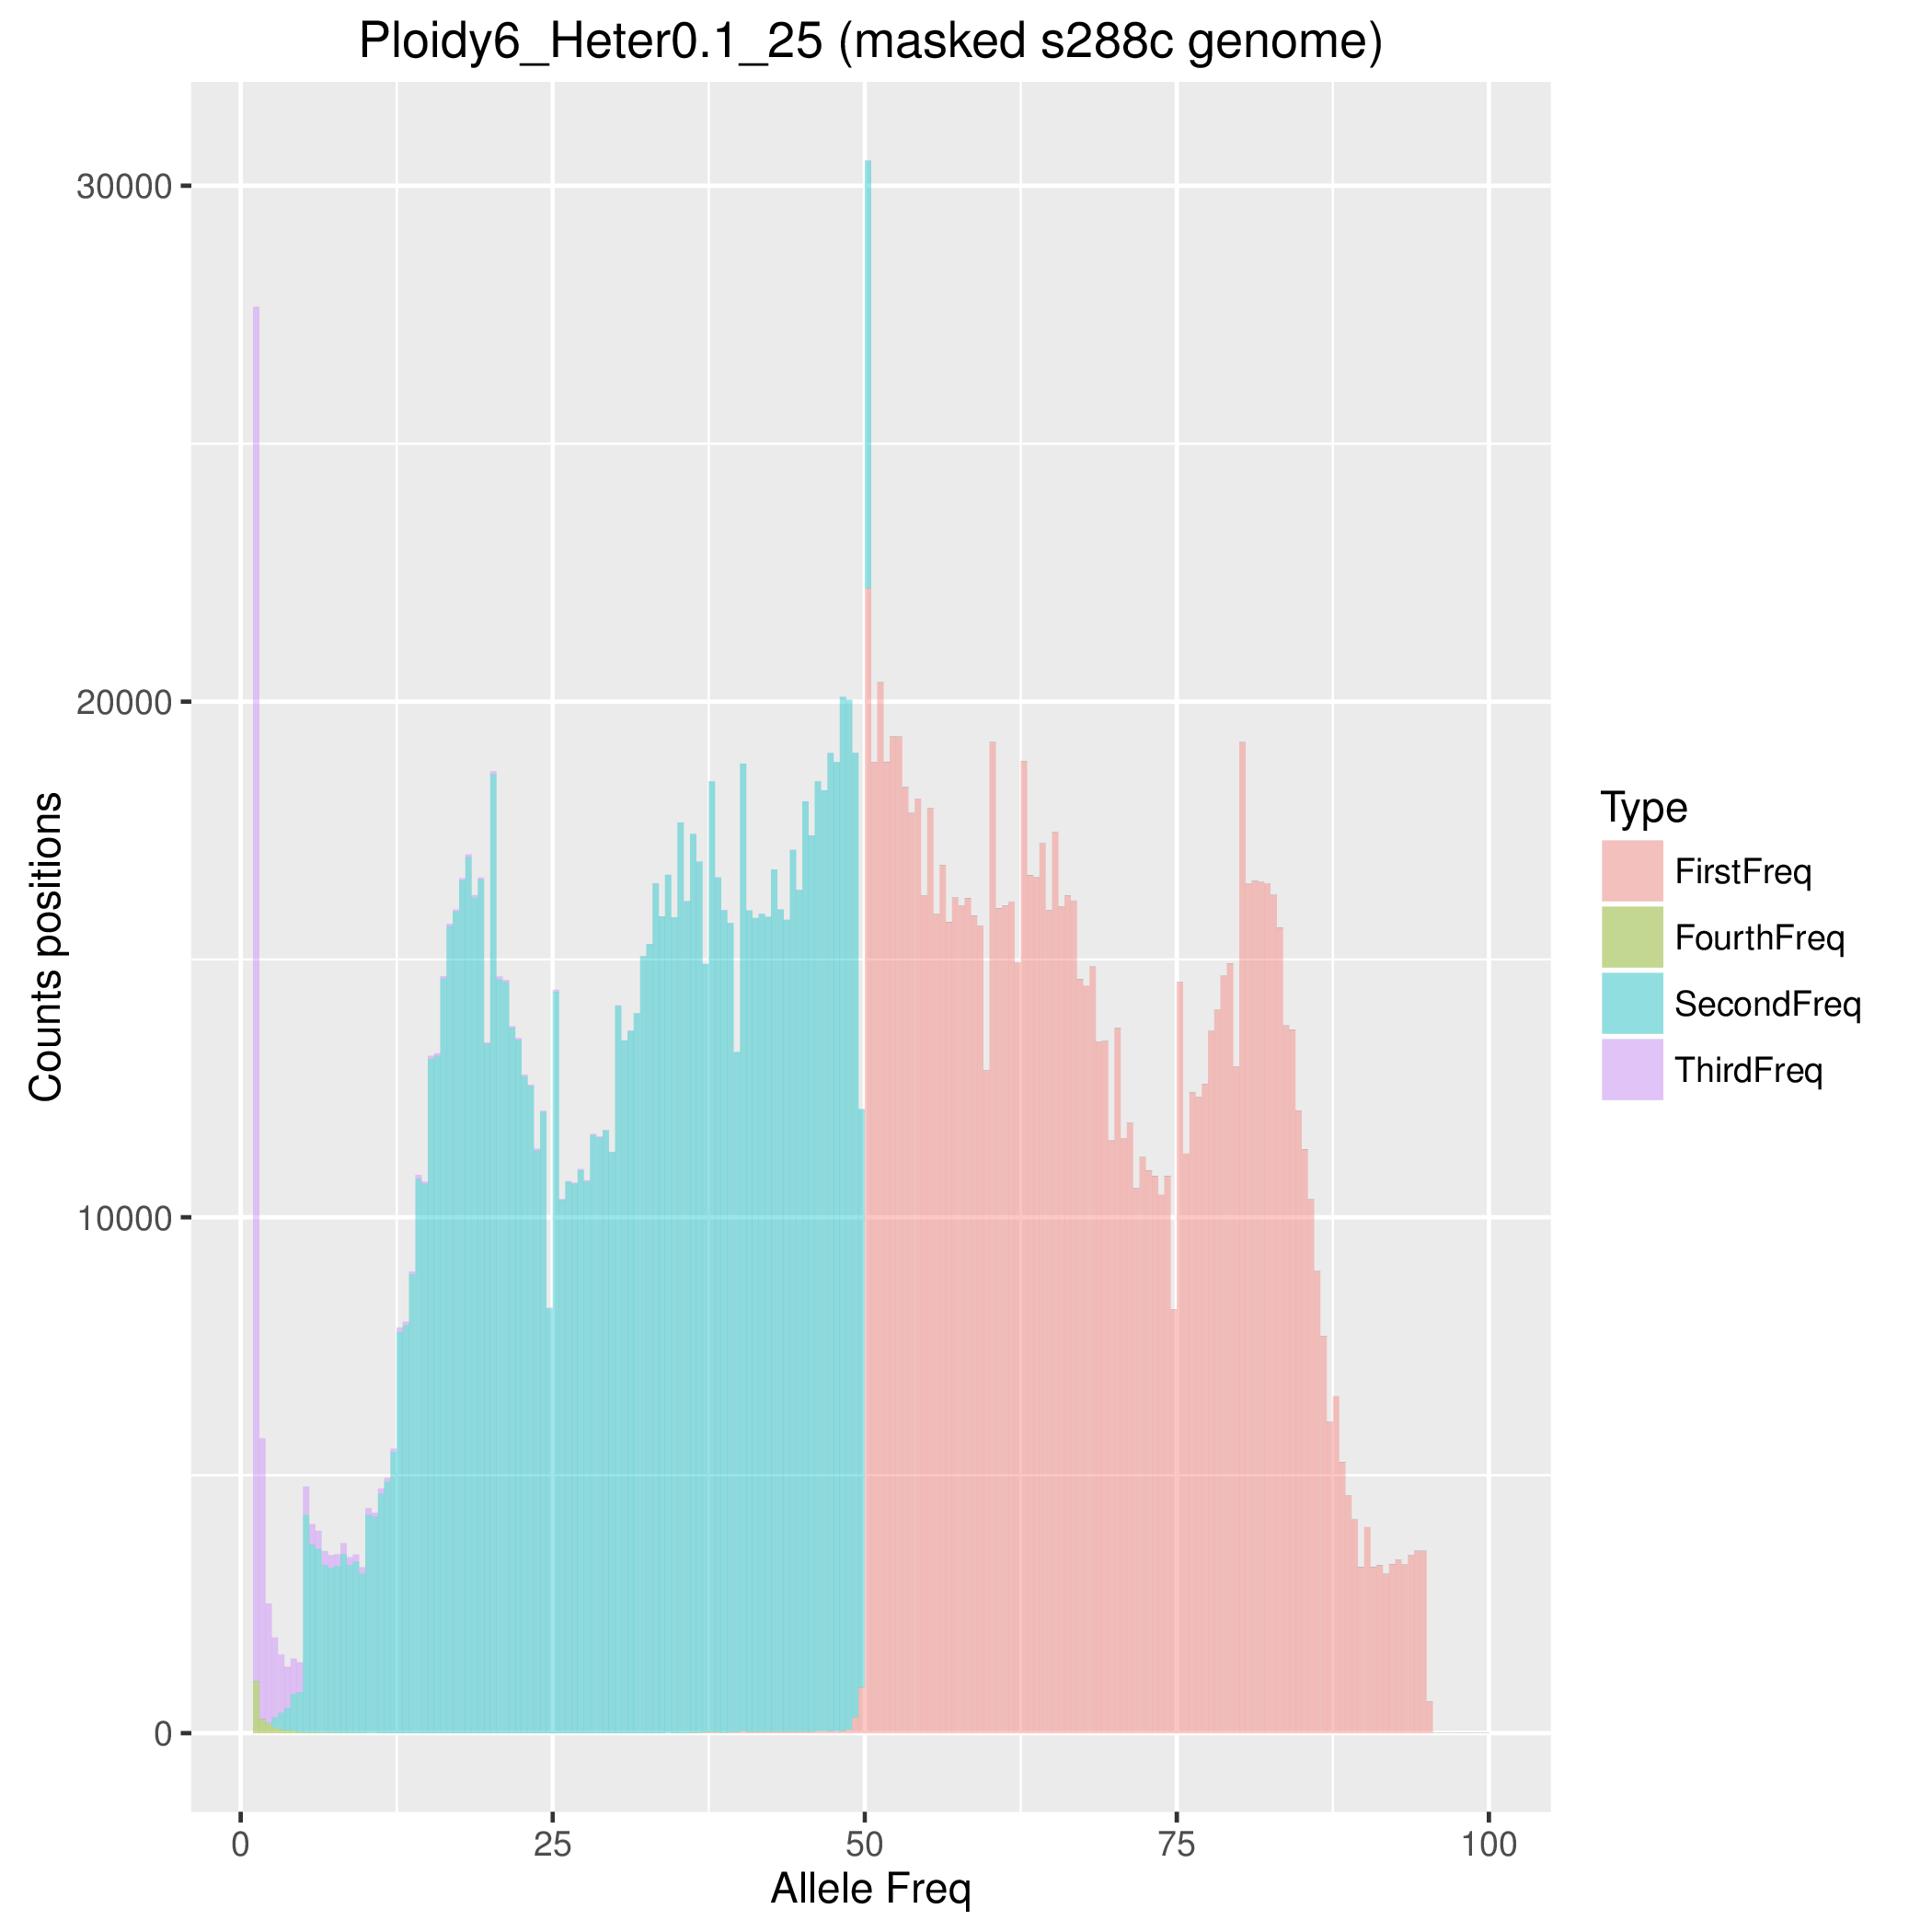 Ploidy6_Heter0.1_25 (masked s288c genome)
30000
20000
10000
0
Counts positions
0 25 50 75 100
Allele Freq
Type
FirstFreq
FourthFreq
SecondFreq
ThirdFreq